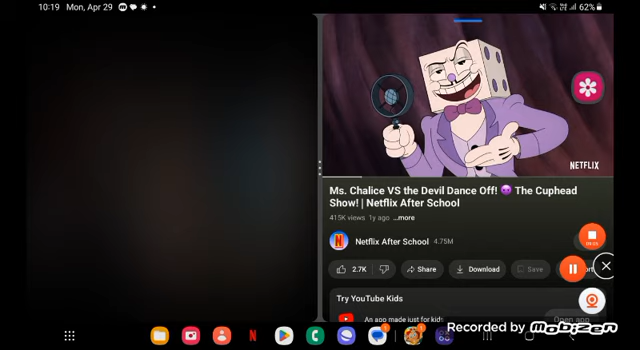 10:19 Mon, Apr 29
62%
NETFLIX
Ms. Chalice VS the Devil Dance Off! 😈 The Cuphead
Show! | Netflix After School
415K views 1y ago ...more
N Netflix After School 4.75M
2.7K Share Download Save
Try YouTube Kids
An app made just for kids Open app
N
Recorded by Mobizen